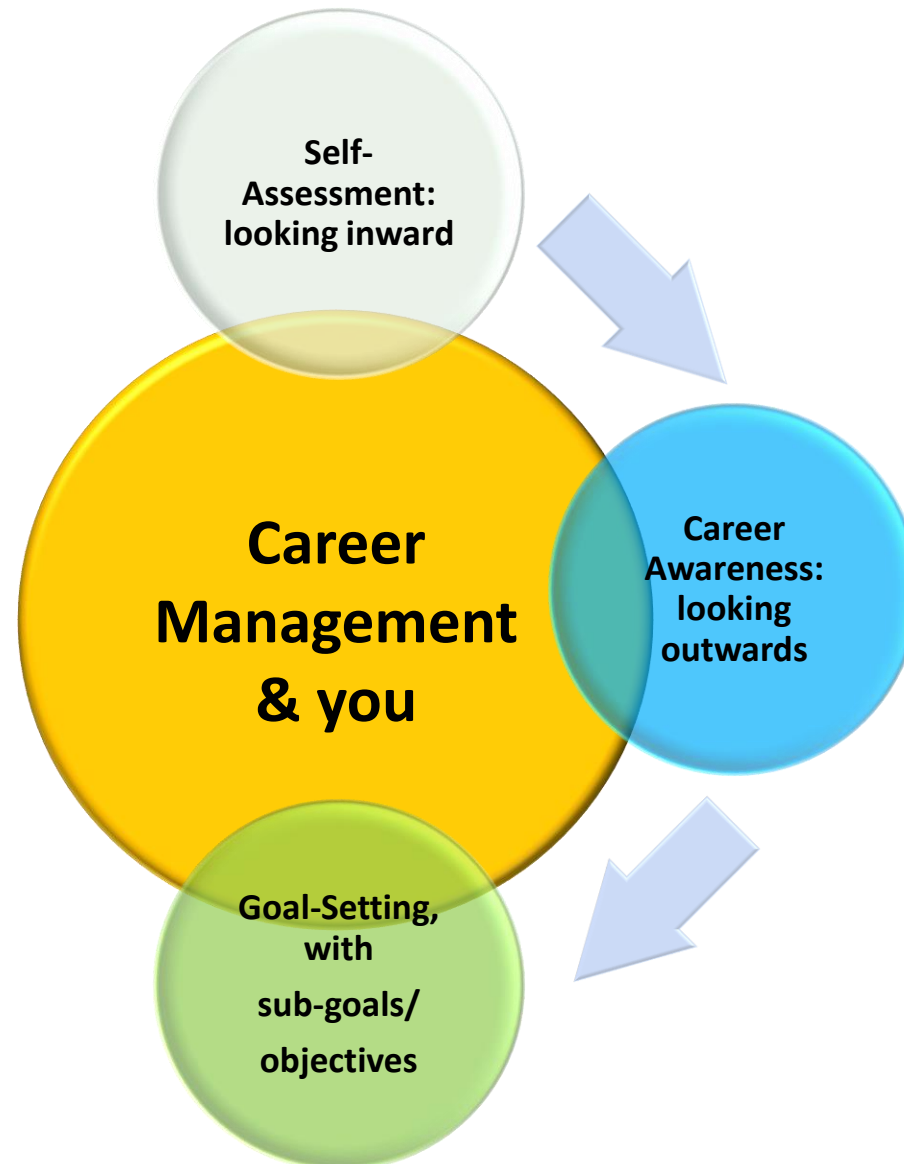 Self-
Assessment:
looking inward
Career
Management
& you
Career
Awareness:
looking
outwards
Goal-Setting,
with
sub-goals/
objectives